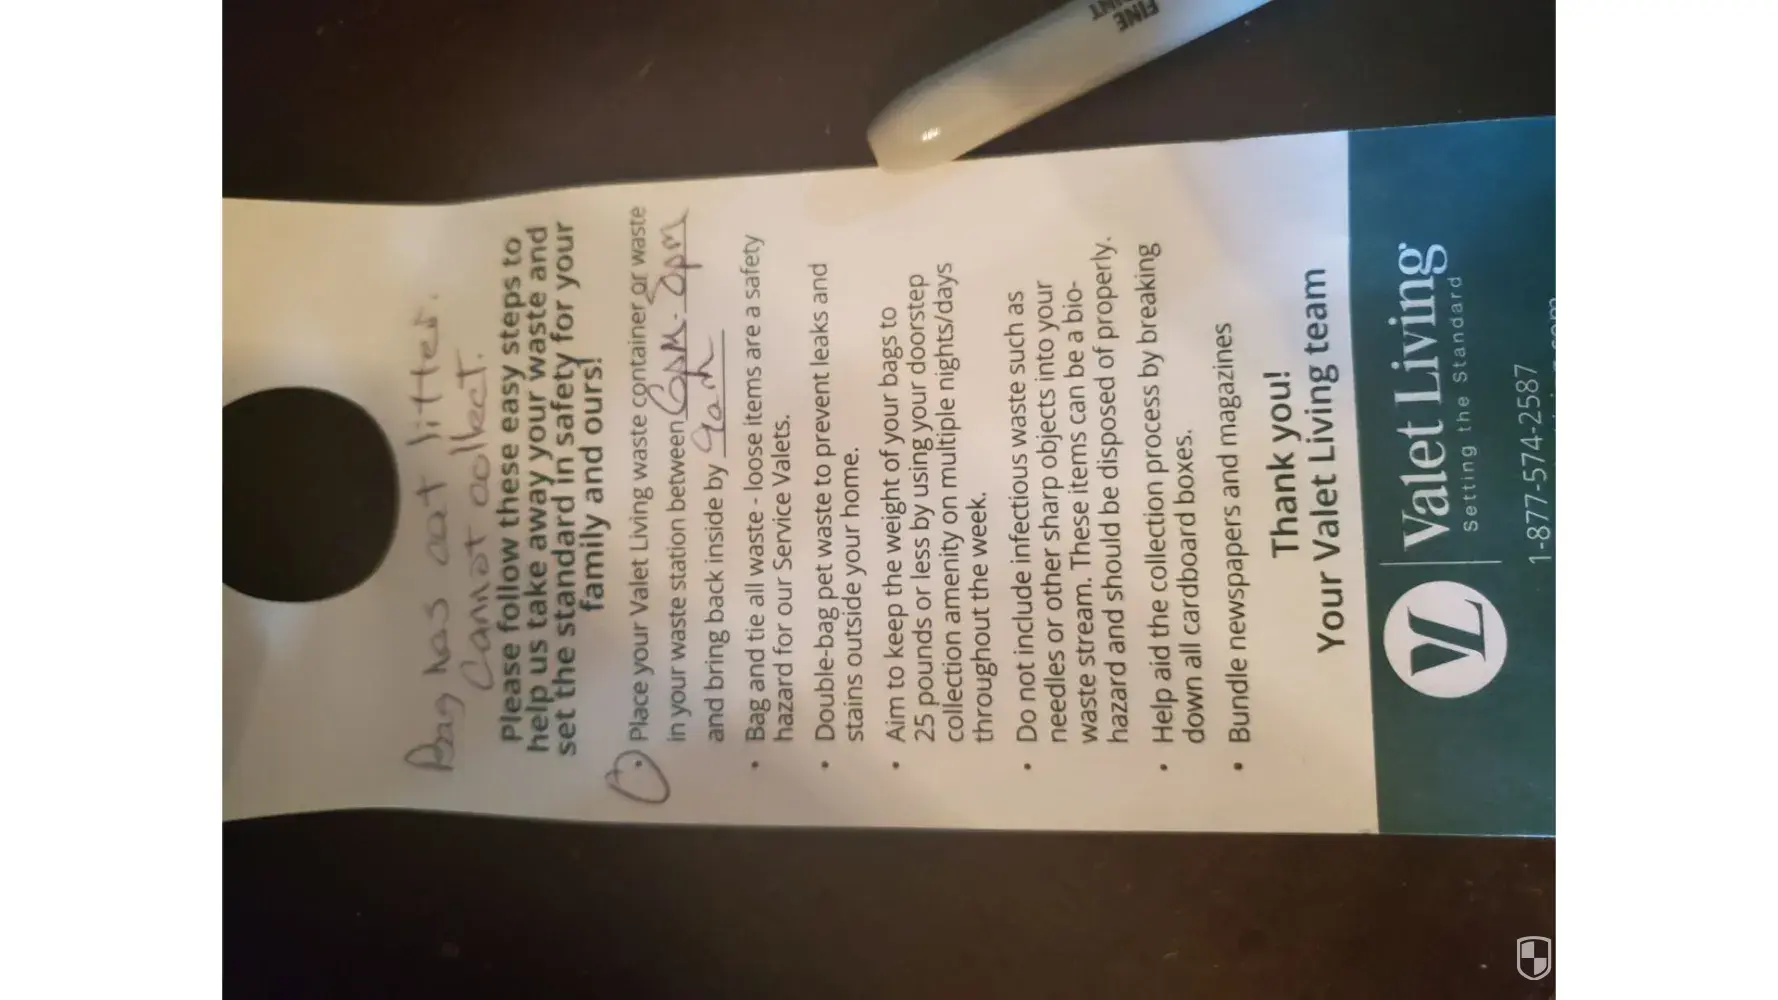 Bag has cat litter.
Cannot collect.
Please follow these easy steps to
help us take away your waste and
set the standard in safety for your
family and ours!
• Place your Valet Living waste container or waste
in your waste station between 6pm-8pm
and bring back inside by 9am
• Bag and tie all waste - loose items are a safety
hazard for our Service Valets.
• Double-bag pet waste to prevent leaks and
stains outside your home.
• Aim to keep the weight of your bags to
25 pounds or less by using your doorstep
collection amenity on multiple nights/days
throughout the week.
• Do not include infectious waste such as
needles or other sharp objects into your
waste stream. These items can be a bio-
hazard and should be disposed of properly.
• Help aid the collection process by breaking
down all cardboard boxes.
• Bundle newspapers and magazines
Thank you!
Your Valet Living team
VL Valet Living
Setting the Standard
1-877-574-2587
FINE